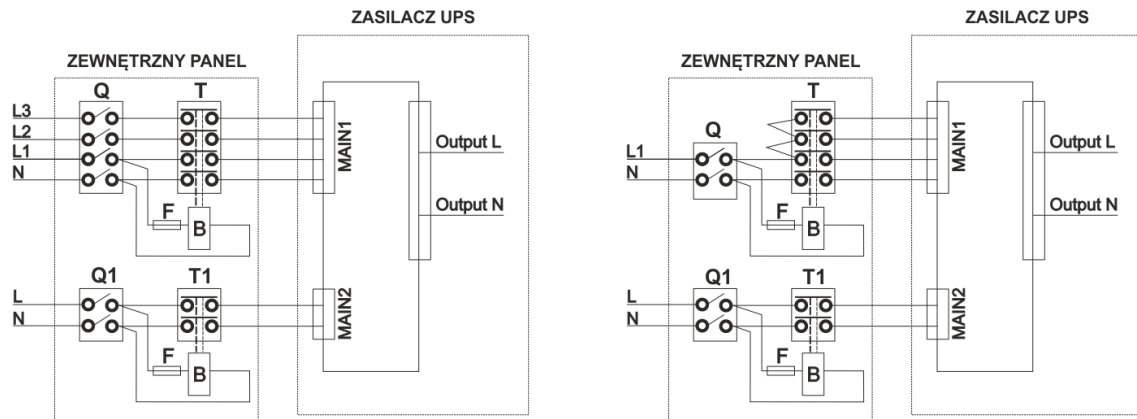 ZASILACZ UPS
ZEWNĘTRZNY PANEL
Q
T
L3
L2
L1
N
MAIN1
Output L
Output N
F
B
Q1
T1
L
N
MAIN2
F
B
ZASILACZ UPS
ZEWNĘTRZNY PANEL
T
Q
L1
N
MAIN1
Output L
Output N
F
B
Q1
T1
L
N
MAIN2
F
B